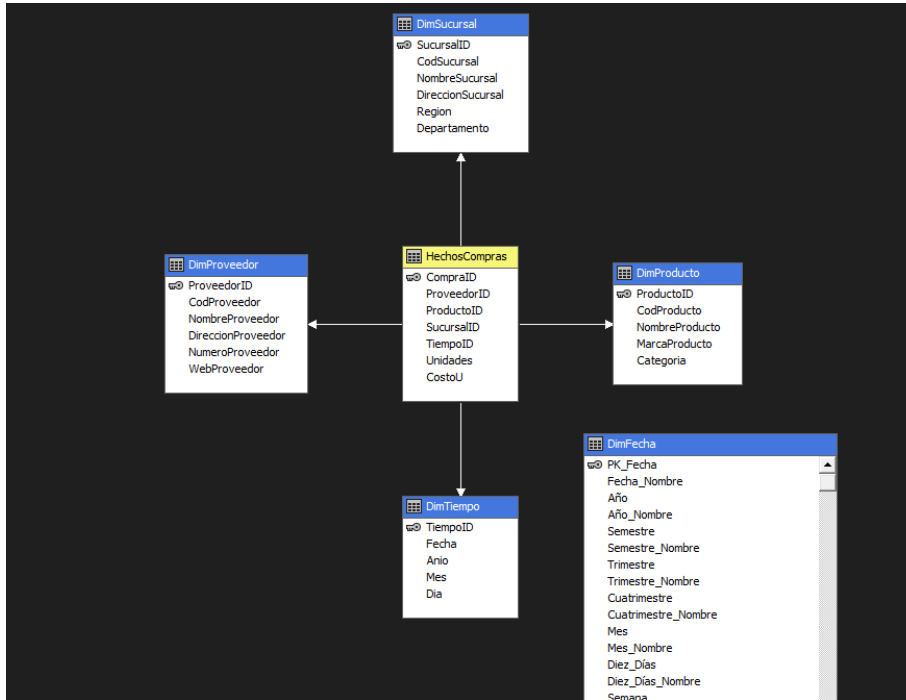 DimSucursal
SucursalID
CodSucursal
NombreSucursal
DireccionSucursal
Region
Departamento
DimProveedor
ProveedorID
CodProveedor
NombreProveedor
DireccionProveedor
NumeroProveedor
WebProveedor
HechosCompras
CompraID
ProveedorID
ProductoID
SucursalID
TiempoID
Unidades
CostoU
DimProducto
ProductoID
CodProducto
NombreProducto
MarcaProducto
Categoria
DimTiempo
TiempoID
Fecha
Anio
Mes
Dia
DimFecha
PK_Fecha
Fecha_Nombre
Año
Año_Nombre
Semestre
Semestre_Nombre
Trimestre
Trimestre_Nombre
Cuatrimestre
Cuatrimestre_Nombre
Mes
Mes_Nombre
Diez_Días
Diez_Días_Nombre
Semana